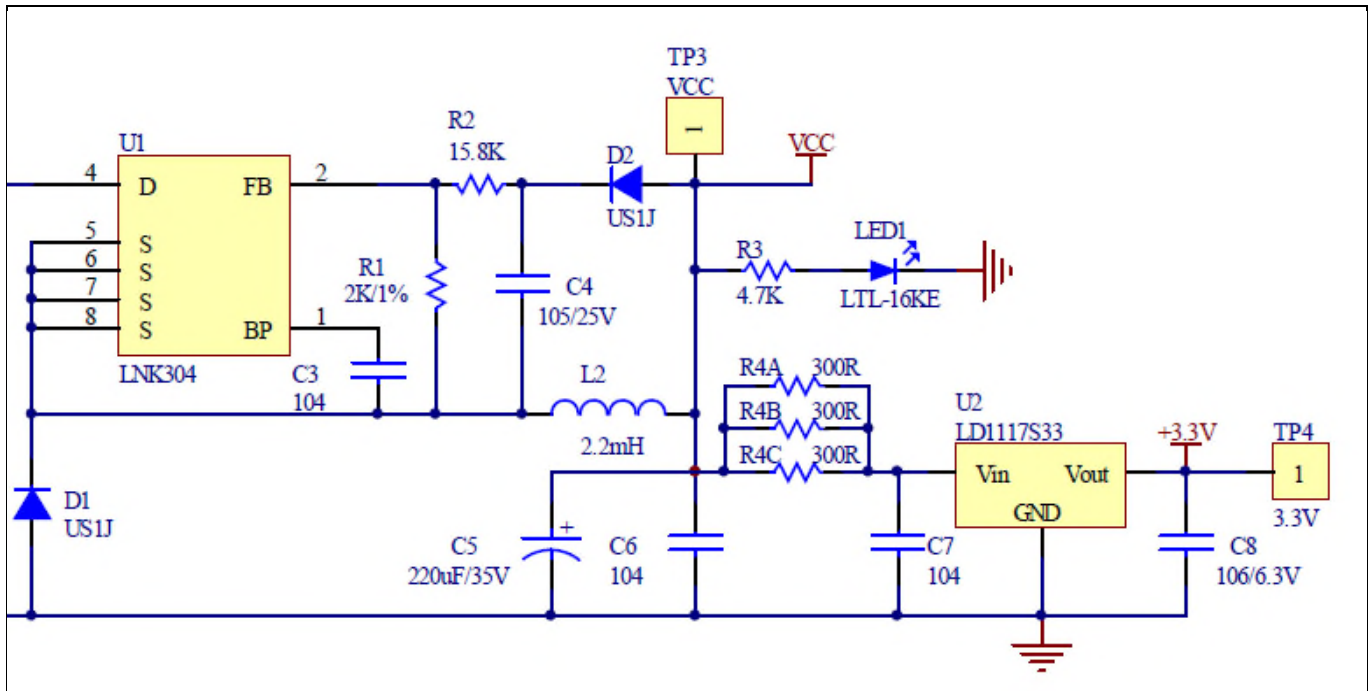 TP3
VCC
1
VCC
U1
4
D
FB
2
5
S
6
S
7
S
8
S
BP
1
LNK304
R2
15.8K
D2
US1J
R1
2K/1%
C4
105/25V
R3
4.7K
LED1
LTL-16KE
C3
104
L2
2.2mH
R4A 300R
R4B 300R
R4C 300R
U2
LD1117S33
Vin
Vout
GND
+3.3V
TP4
1
3.3V
D1
US1J
C5
+
220uF/35V
C6
104
C7
104
C8
106/6.3V